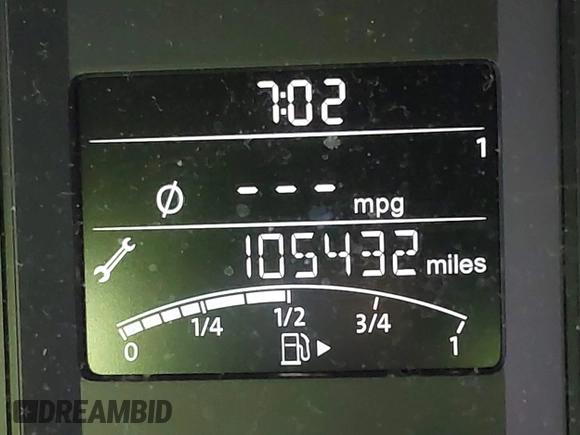 7:02
1
Ø - - - mpg
105432 miles
0 1/4 1/2 3/4 1
DREAMBID